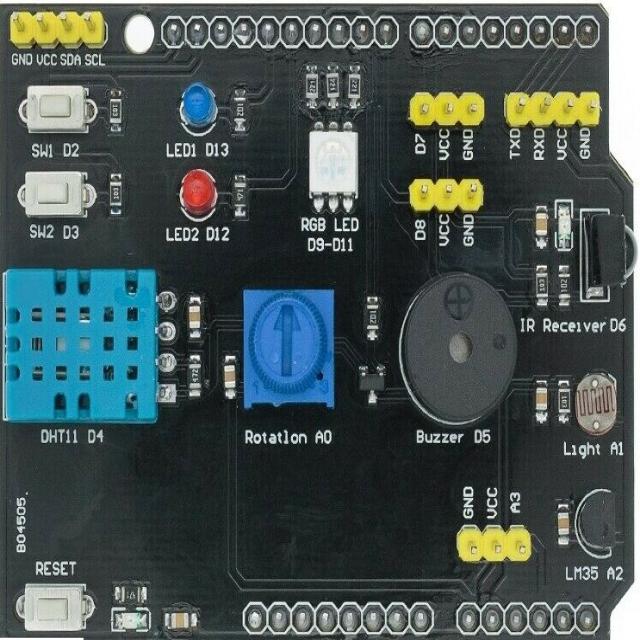 GND VCC SDA SCL
SW1 D2
LED1 D13
D7
VCC
GND
TXD
RXD
VCC
GND
SW2 D3
LED2 D12
RGB LED
D9-D11
D8
VCC
GND
IR Receiver D6
DHT11 D4
Rotation A0
Buzzer D5
Light A1
B04505.
GND
VCC
A3
RESET
LM35 A2